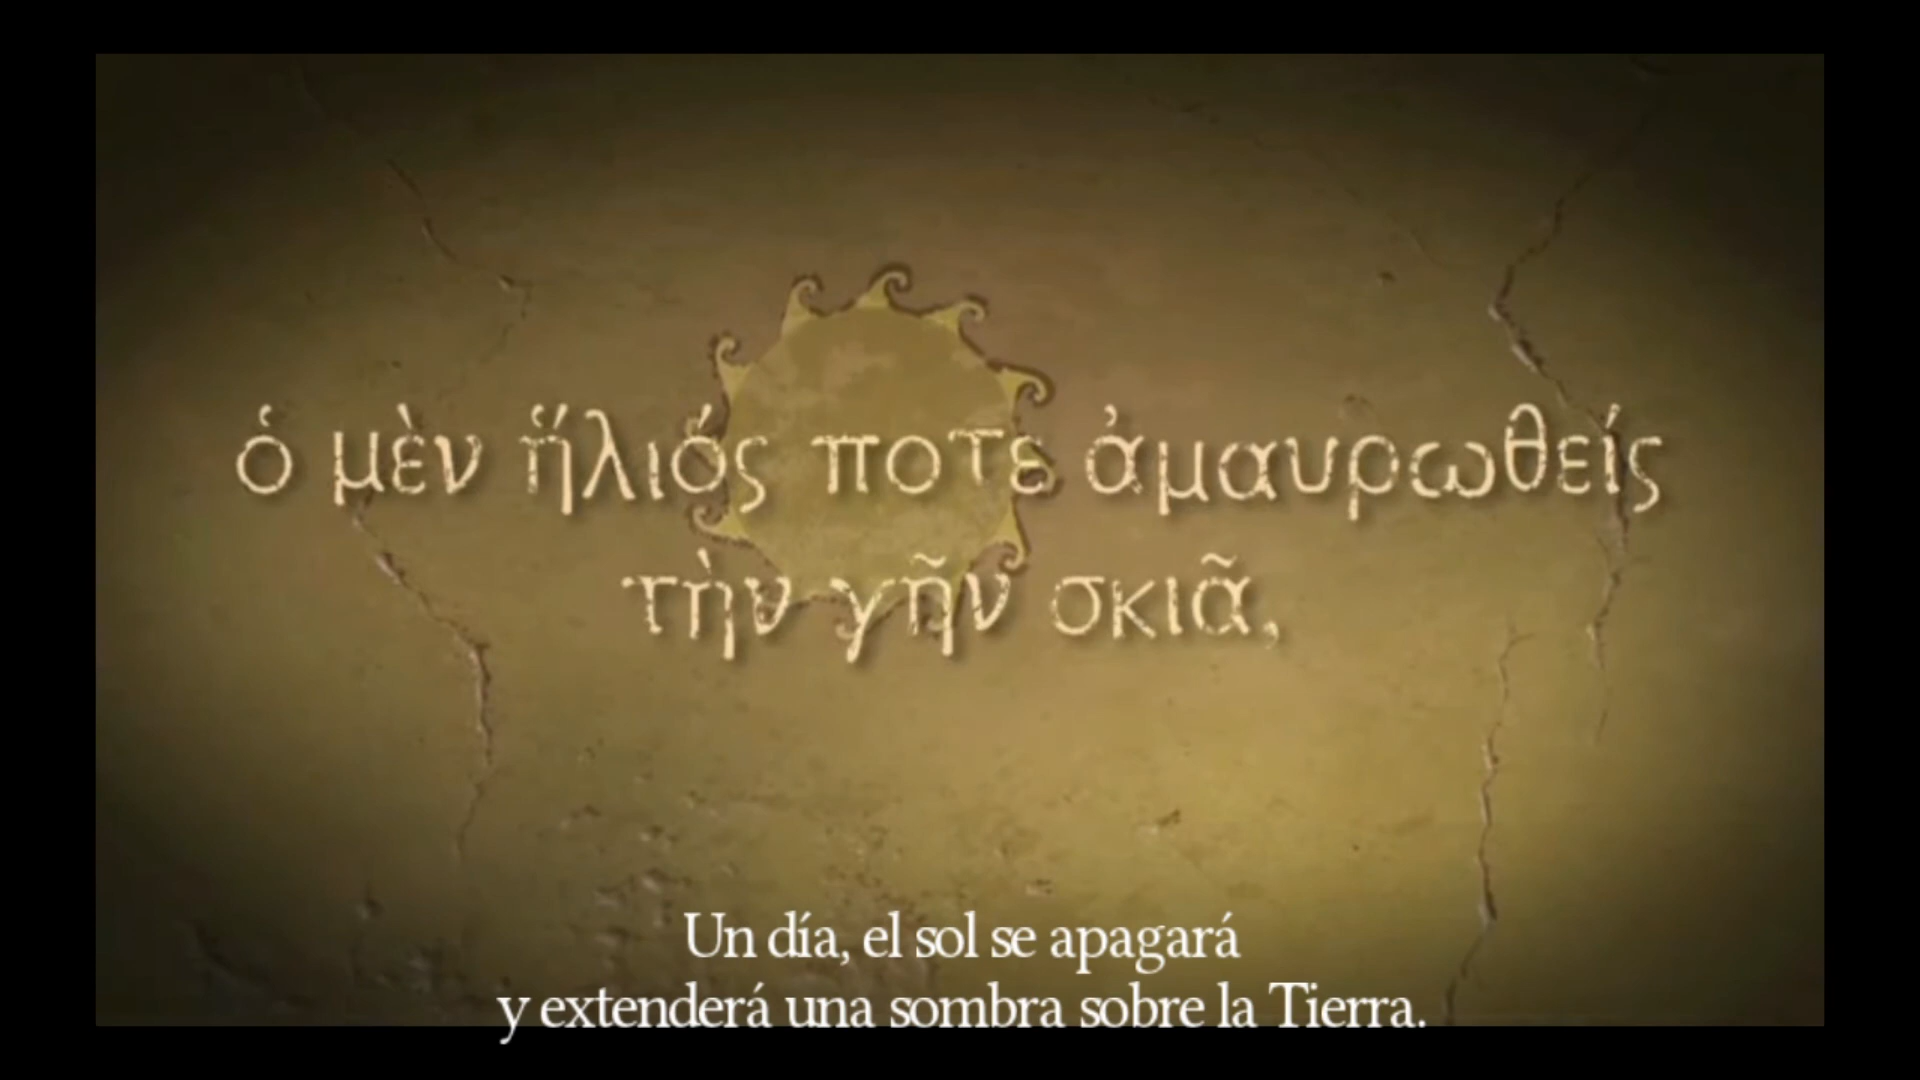 ὁ μὲν ἥλιός ποτε ἀμαυρωθείς
τὴν γῆν σκιᾶ,
Un día, el sol se apagará
y extenderá una sombra sobre la Tierra.